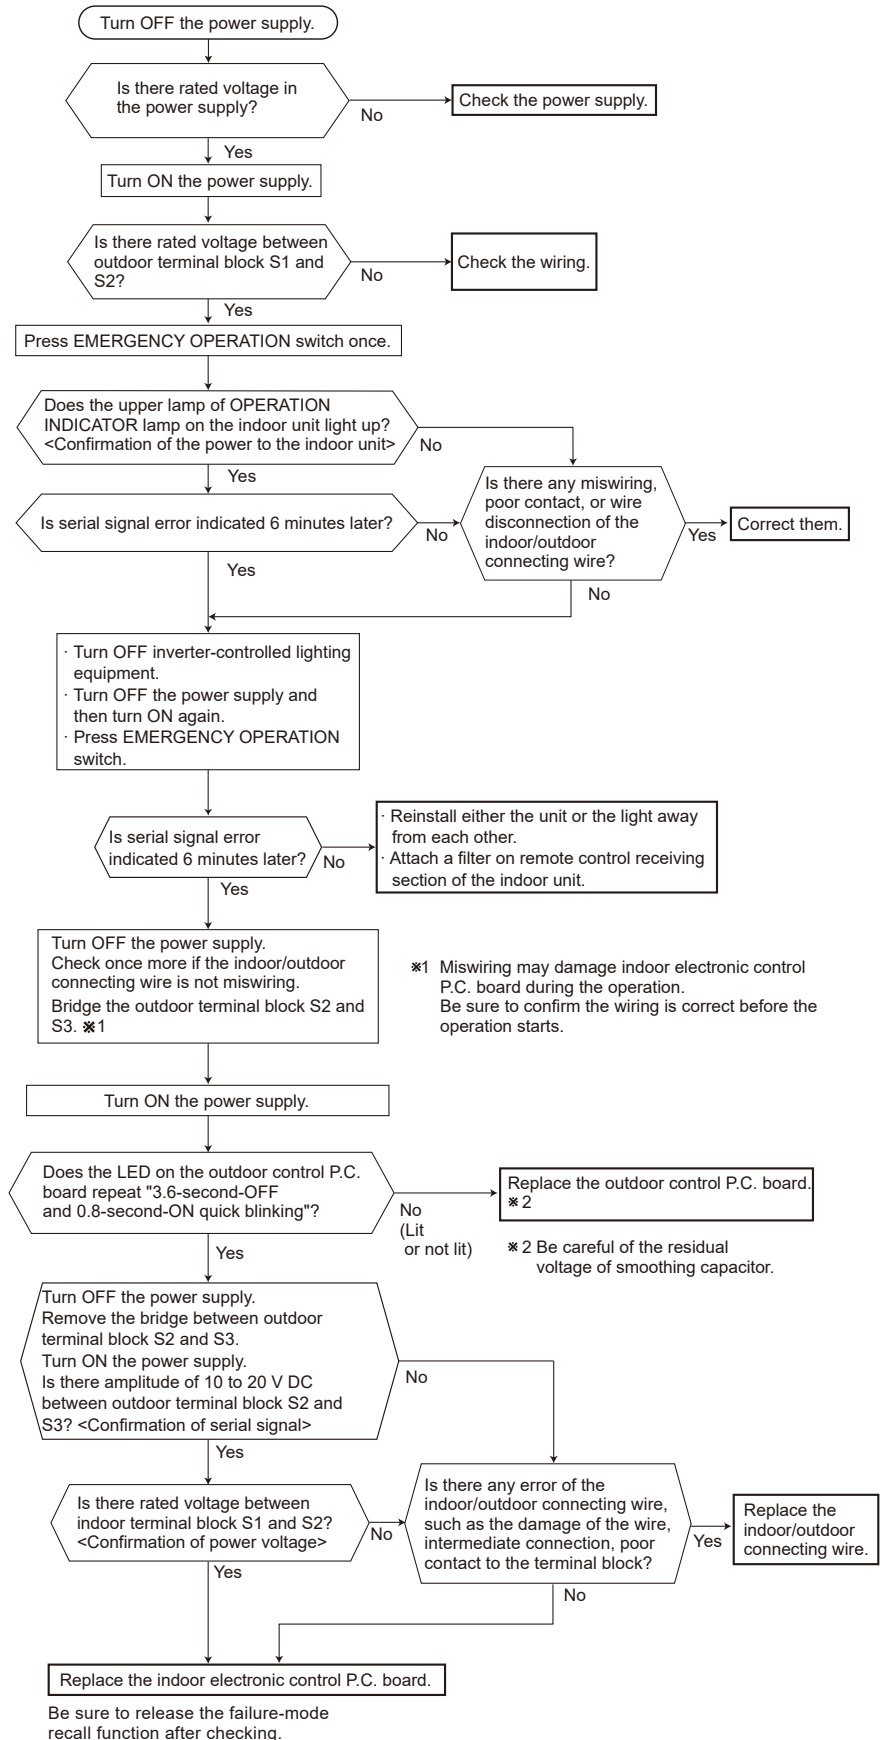 Turn OFF the power supply.
Is there rated voltage in
the power supply?
No
Check the power supply.
Yes
Turn ON the power supply.
Is there rated voltage between
outdoor terminal block S1 and
S2?
No
Check the wiring.
Yes
Press EMERGENCY OPERATION switch once.
Does the upper lamp of OPERATION
INDICATOR lamp on the indoor unit light up?
<Confirmation of the power to the indoor unit>
No
Yes
Is serial signal error indicated 6 minutes later?
No
Is there any miswiring,
poor contact, or wire
disconnection of the
indoor/outdoor
connecting wire?
Yes
Correct them.
Yes
No
· Turn OFF inverter-controlled lighting
equipment.
· Turn OFF the power supply and
then turn ON again.
· Press EMERGENCY OPERATION
switch.
Is serial signal error
indicated 6 minutes later?
No
· Reinstall either the unit or the light away
from each other.
· Attach a filter on remote control receiving
section of the indoor unit.
Yes
Turn OFF the power supply.
Check once more if the indoor/outdoor
connecting wire is not miswiring.
Bridge the outdoor terminal block S2 and
S3. ※1
※1 Miswiring may damage indoor electronic control
P.C. board during the operation.
Be sure to confirm the wiring is correct before the
operation starts.
Turn ON the power supply.
Does the LED on the outdoor control P.C.
board repeat "3.6-second-OFF
and 0.8-second-ON quick blinking"?
No
(Lit
or not lit)
Replace the outdoor control P.C. board.
※2
※2 Be careful of the residual
voltage of smoothing capacitor.
Yes
Turn OFF the power supply.
Remove the bridge between outdoor
terminal block S2 and S3.
Turn ON the power supply.
Is there amplitude of 10 to 20 V DC
between outdoor terminal block S2 and
S3? <Confirmation of serial signal>
No
Yes
Is there rated voltage between
indoor terminal block S1 and S2?
<Confirmation of power voltage>
No
Is there any error of the
indoor/outdoor connecting wire,
such as the damage of the wire,
intermediate connection, poor
contact to the terminal block?
Yes
Replace the
indoor/outdoor
connecting wire.
Yes
No
Replace the indoor electronic control P.C. board.
Be sure to release the failure-mode
recall function after checking.